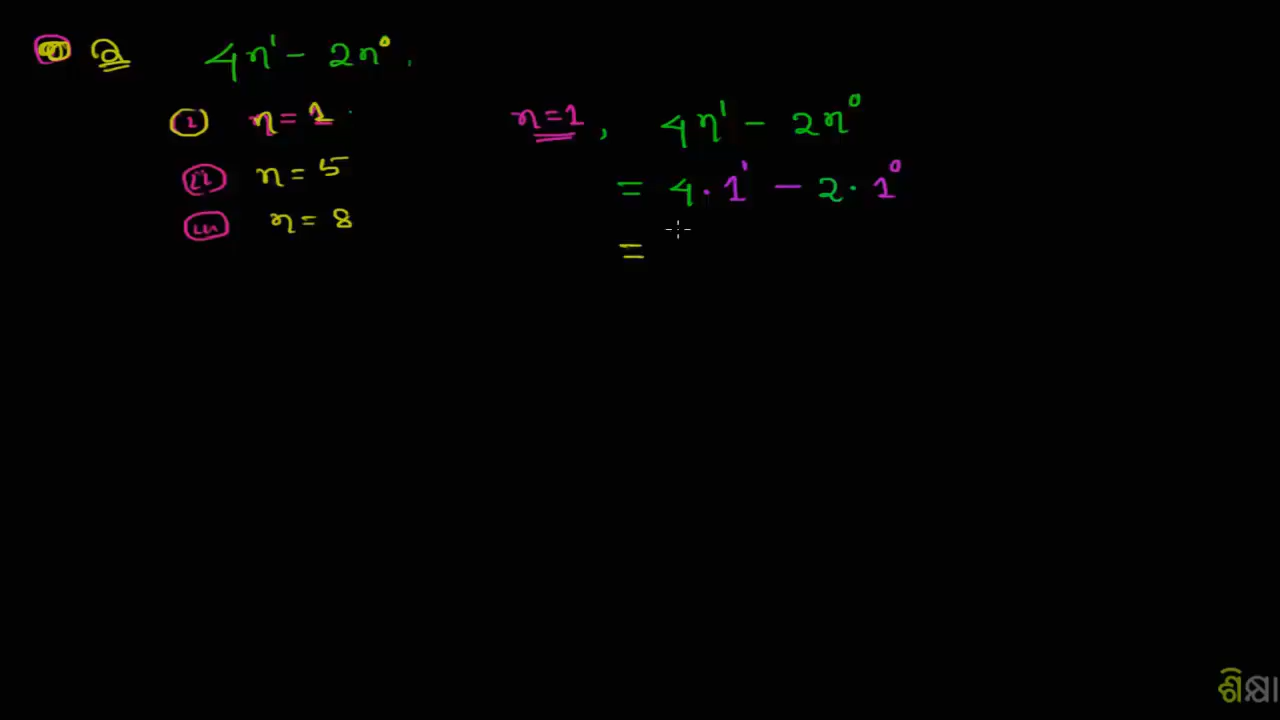 ଢ 4n¹ - 2n⁰.
(i) n = 1
(ii) n = 5
(iii) n = 8
n = 1, 4n¹ - 2n⁰
= 4 · 1¹ - 2 · 1⁰
=
ଶିକ୍ଷା